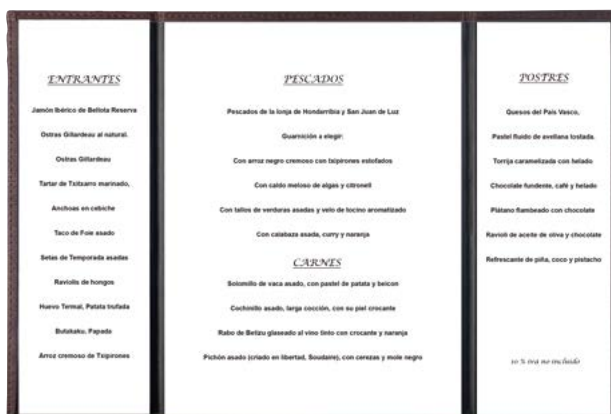 ENTRANTES
Jamón Ibérico de Bellota Reserva
Ostras Gillardeau al natural.
Ostras Gillardeau
Tartar de Txitxarro marinado,
Anchoas en cebiche
Taco de Foie asado
Setas de Temporada asadas
Raviolis de hongos
Huevo Termal, Patata trufada
Butakaku, Papada
Arroz cremoso de Txipirones
PESCADOS
Pescados de la lonja de Hondarribia y San Juan de Luz
Guarnición a elegir:
Con arroz negro cremoso con txipirones estofados
Con caldo meloso de algas y citronell
Con tallos de verduras asadas y velo de tocino aromatizado
Con calabaza asada, curry y naranja
CARNES
Solomillo de vaca asado, con pastel de patata y beicon
Cochinillo asado, larga cocción, con su piel crocante
Rabo de Betizu glaseado al vino tinto con crocante y naranja
Pichón asado (criado en libertad, Soudaire), con cerezas y mole negro
POSTRES
Quesos del País Vasco,
Pastel fluido de avellana tostada.
Torrija caramelizada con helado
Chocolate fundente, café y helado
Plátano flambeado con chocolate
Ravioli de aceite de oliva y chocolate
Refrescante de piña, coco y pistacho
10 % iva no incluido